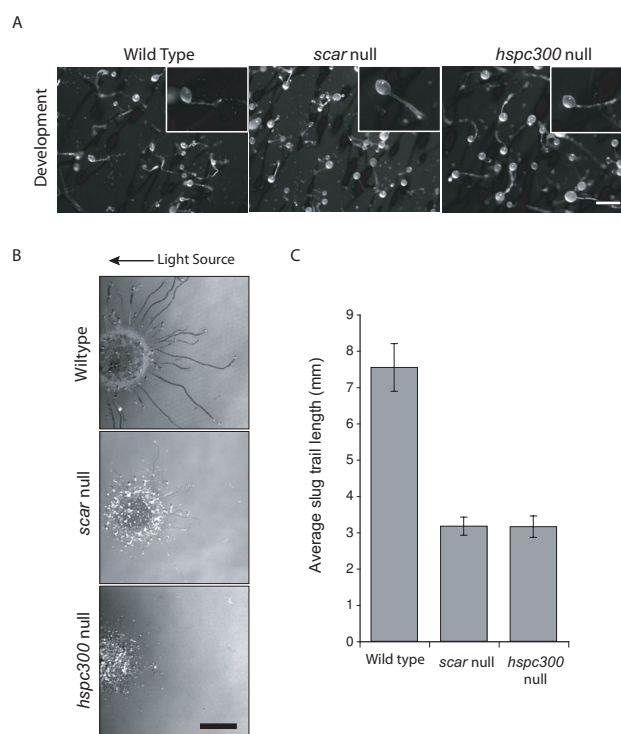 A
Wild Type
scar null
hspc300 null
Development
B
Light Source
Wiltype
scar null
hspc300 null
C
Average slug trail length (mm)
9
8
7
6
5
4
3
2
1
0
Wild type
scar null
hspc300
null